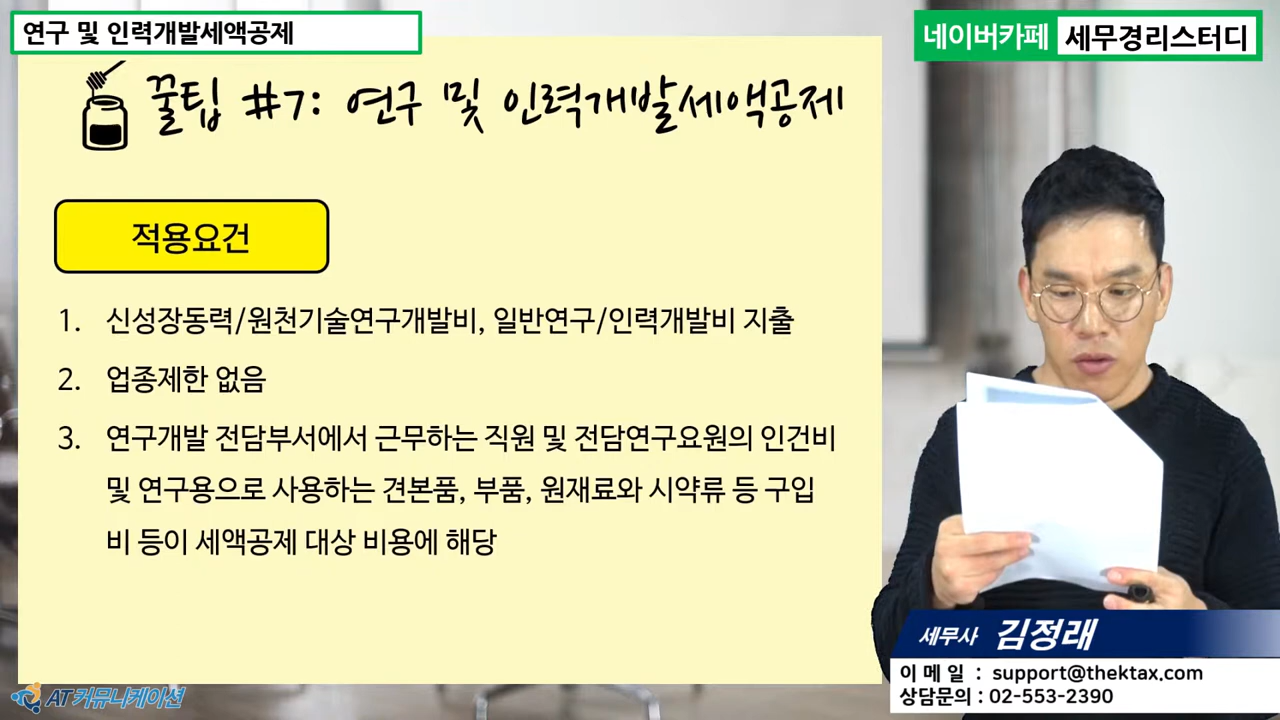 연구 및 인력개발세액공제
네이버카페 세무경리스터디
꿀팁 #7: 연구 및 인력개발세액공제
적용요건
1. 신성장동력/원천기술연구개발비, 일반연구/인력개발비 지출
2. 업종제한 없음
3. 연구개발 전담부서에서 근무하는 직원 및 전담연구요원의 인건비
및 연구용으로 사용하는 견본품, 부품, 원재료와 시약류 등 구입
비 등이 세액공제 대상 비용에 해당
세무사 김정래
이 메 일 : support@thektax.com
상담문의 : 02-553-2390
AT커뮤니케이션